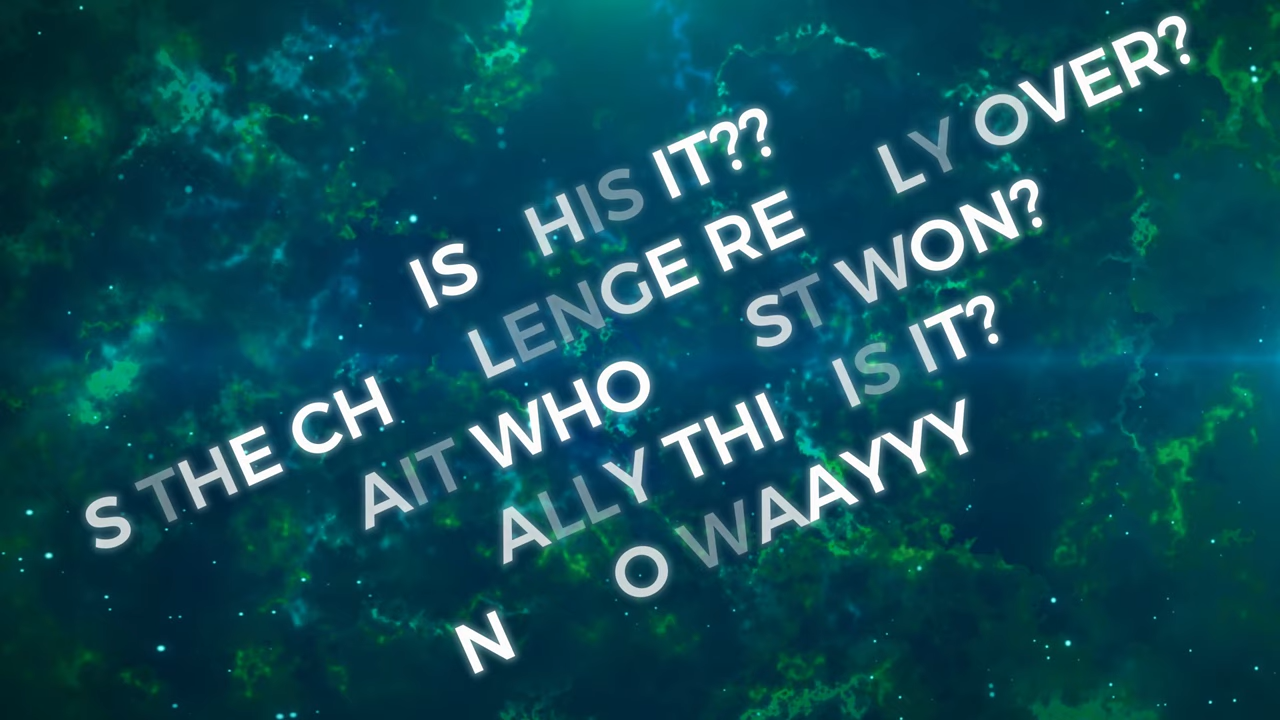 IS HIS IT??
S THE CH LENGE RE LY OVER?
AIT WHO ST WON?
ALLY THI IS IT?
N O WAAYYY